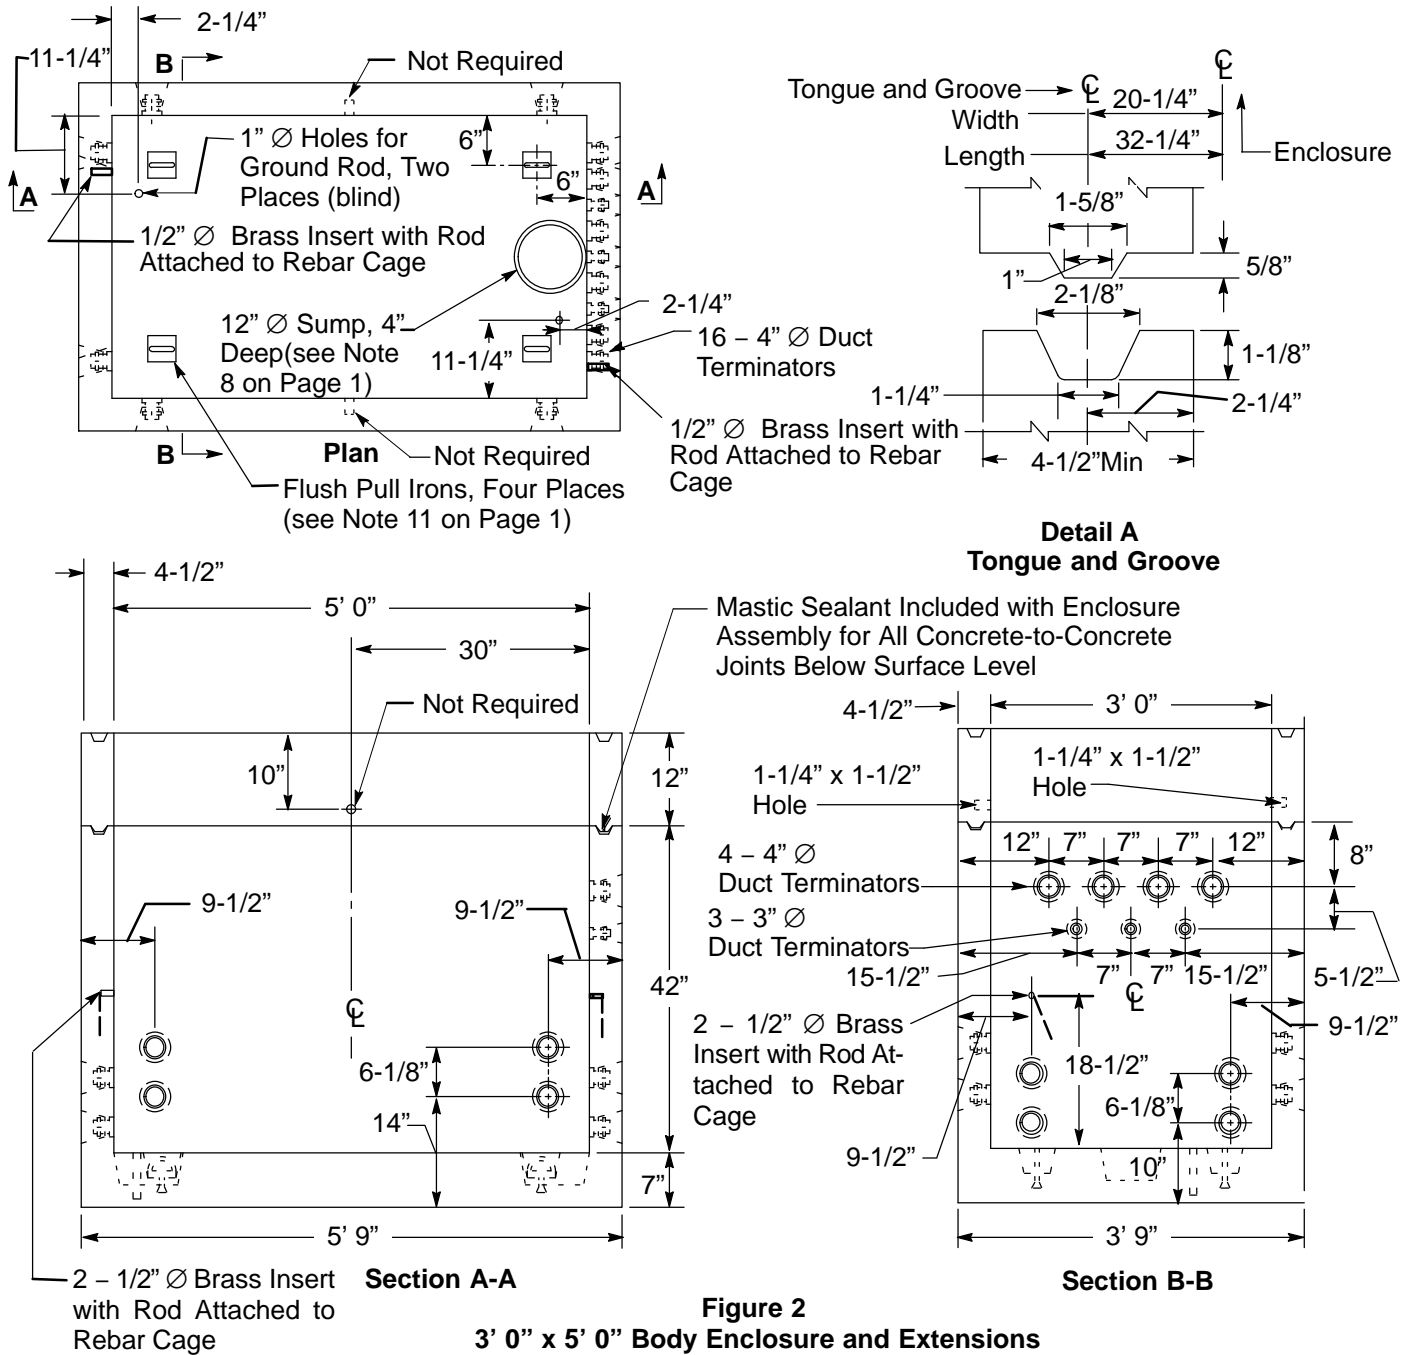 2-1/4”
11-1/4”
B
Not Required
1” ∅ Holes for
Ground Rod, Two
Places (blind)
6”
6”
A
A
1/2” ∅ Brass Insert with Rod
Attached to Rebar Cage
12” ∅ Sump, 4”
Deep(see Note
8 on Page 1)
11-1/4”
2-1/4”
16 – 4” ∅ Duct
Terminators
1/2” ∅ Brass Insert with
Rod Attached to Rebar
Cage
B
Plan
Not Required
Flush Pull Irons, Four Places
(see Note 11 on Page 1)
℄
℄
Tongue and Groove
20-1/4”
Width
32-1/4”
Length
Enclosure
1-5/8”
1”
5/8”
2-1/8”
1-1/8”
1-1/4”
2-1/4”
4-1/2”Min
Detail A
Tongue and Groove
4-1/2”
5’ 0”
30”
Not Required
Mastic Sealant Included with Enclosure
Assembly for All Concrete-to-Concrete
Joints Below Surface Level
10”
12”
9-1/2”
9-1/2”
42”
℄
6-1/8”
14”
7”
5’ 9”
2 – 1/2” ∅ Brass Insert
with Rod Attached to
Rebar Cage
Section A-A
4-1/2”
3’ 0”
1-1/4” x 1-1/2”
Hole
1-1/4” x 1-1/2”
Hole
12” 7” 7” 7” 12”
8”
4 – 4” ∅
Duct Terminators
3 – 3” ∅
Duct Terminators
15-1/2” 7” 7” 15-1/2”
5-1/2”
℄
2 – 1/2” ∅ Brass
Insert with Rod At-
tached to Rebar
Cage
9-1/2”
18-1/2”
6-1/8”
9-1/2”
10”
3’ 9”
Section B-B
Figure 2
3’ 0” x 5’ 0” Body Enclosure and Extensions